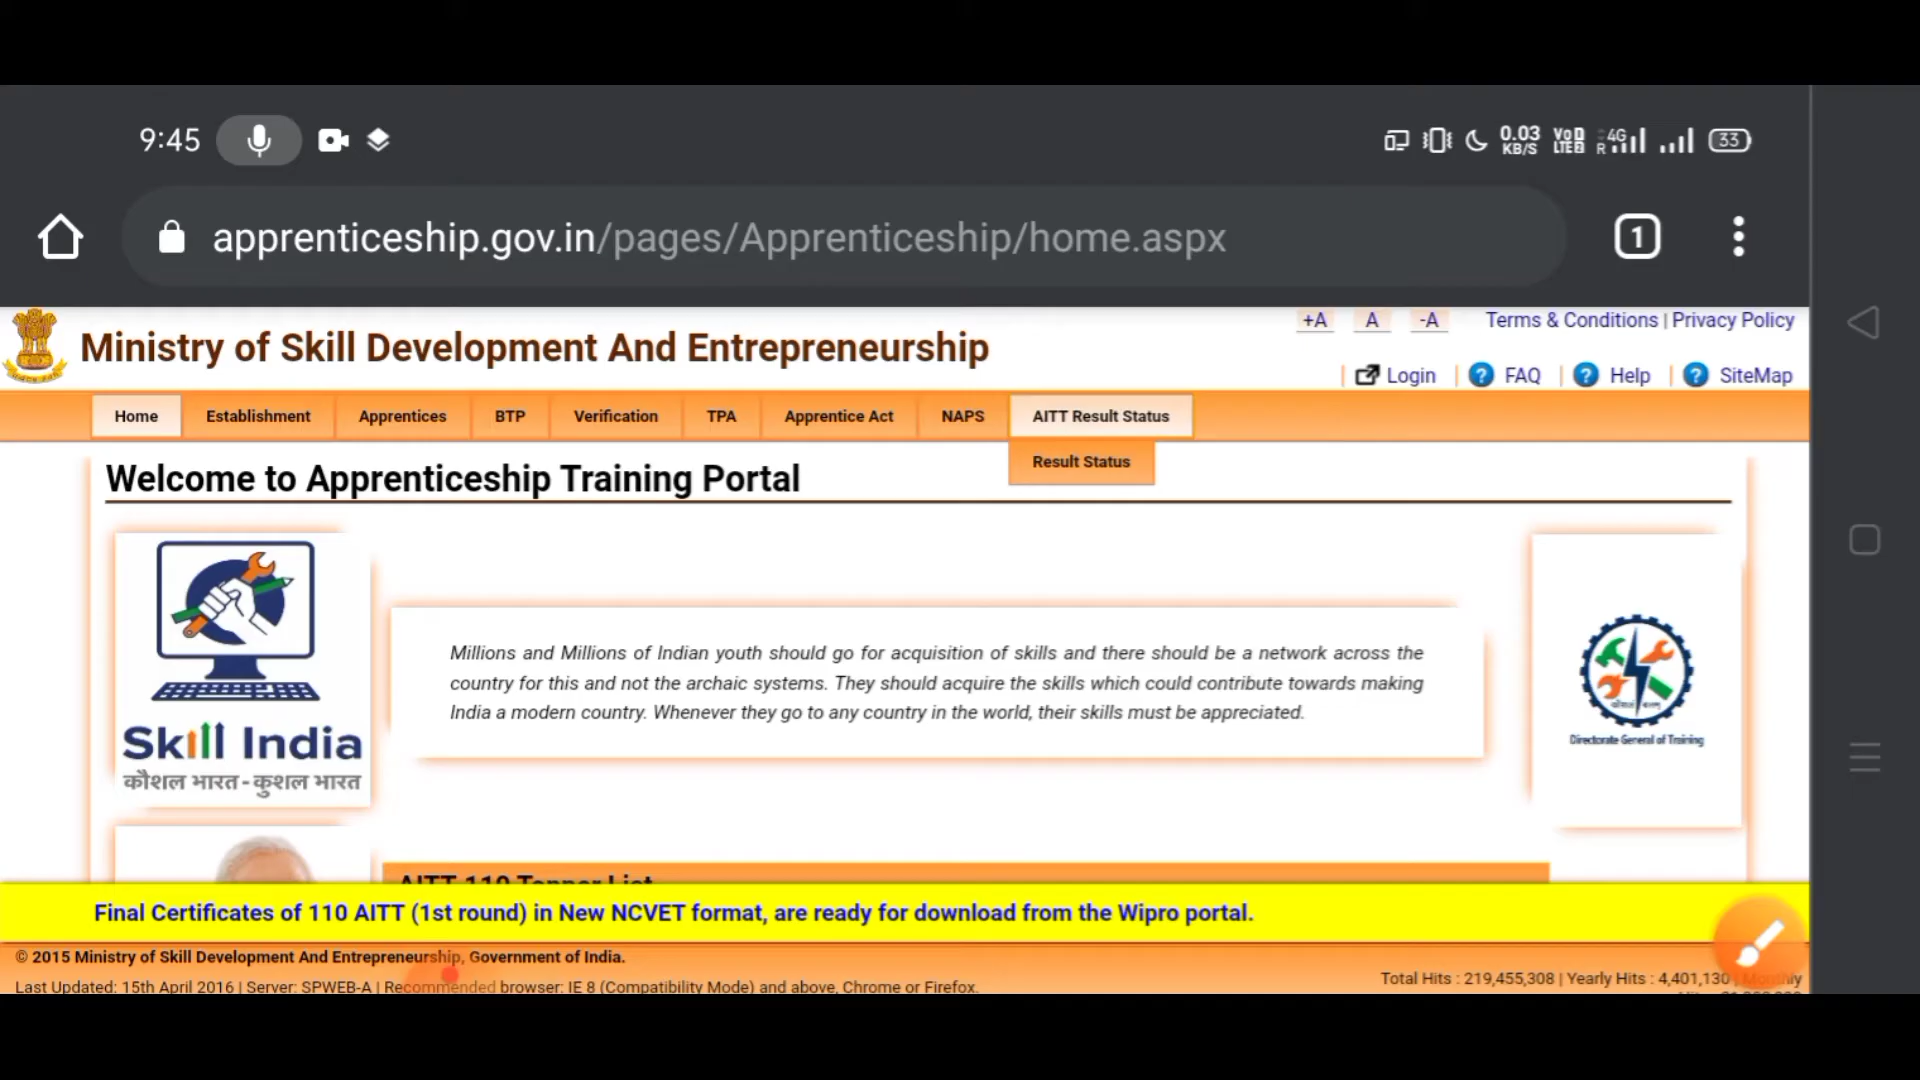 9:45
0.03 KB/S
Vo LTE
4G
R
33
apprenticeship.gov.in/pages/Apprenticeship/home.aspx
1
Ministry of Skill Development And Entrepreneurship
+A A -A Terms & Conditions | Privacy Policy
| Login | FAQ | Help | SiteMap
Home Establishment Apprentices BTP Verification TPA Apprentice Act NAPS AITT Result Status
Result Status
Welcome to Apprenticeship Training Portal
Millions and Millions of Indian youth should go for acquisition of skills and there should be a network across the
country for this and not the archaic systems. They should acquire the skills which could contribute towards making
India a modern country. Whenever they go to any country in the world, their skills must be appreciated.
Skill India
कौशल भारत-कुशल भारत
Directorate General of Training
AITT 110 Topper List
Final Certificates of 110 AITT (1st round) in New NCVET format, are ready for download from the Wipro portal.
© 2015 Ministry of Skill Development And Entrepreneurship, Government of India.
Last Updated: 15th April 2016 | Server: SPWEB-A | Recommended browser: IE 8 (Compatibility Mode) and above, Chrome or Firefox.
Total Hits : 219,455,308 | Yearly Hits : 4,401,130 | Monthly